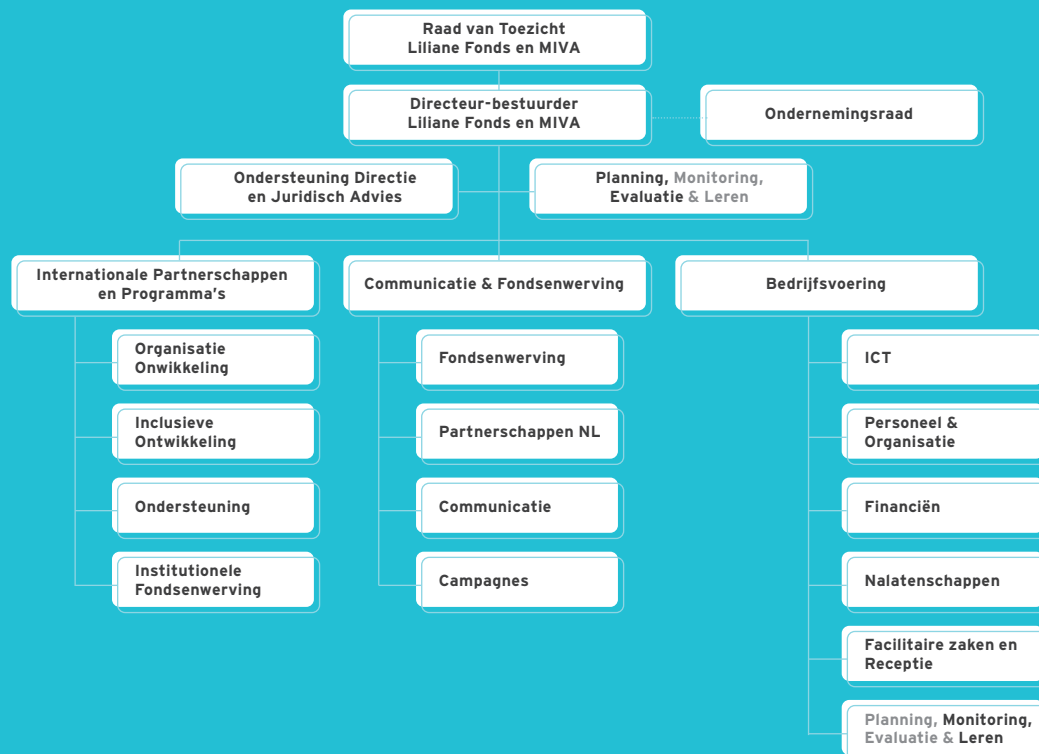 Raad van Toezicht
Liliane Fonds en MIVA
Directeur-bestuurder
Liliane Fonds en MIVA
Ondernemingsraad
Ondersteuning Directie
en Juridisch Advies
Planning, Monitoring,
Evaluatie & Leren
Internationale Partnerschappen
en Programma's
Communicatie & Fondsenwerving
Bedrijfsvoering
Organisatie
Onwikkeling
Inclusieve
Ontwikkeling
Ondersteuning
Institutionele
Fondsenwerving
Fondsenwerving
Partnerschappen NL
Communicatie
Campagnes
ICT
Personeel &
Organisatie
Financiën
Nalatenschappen
Facilitaire zaken en
Receptie
Planning, Monitoring,
Evaluatie & Leren